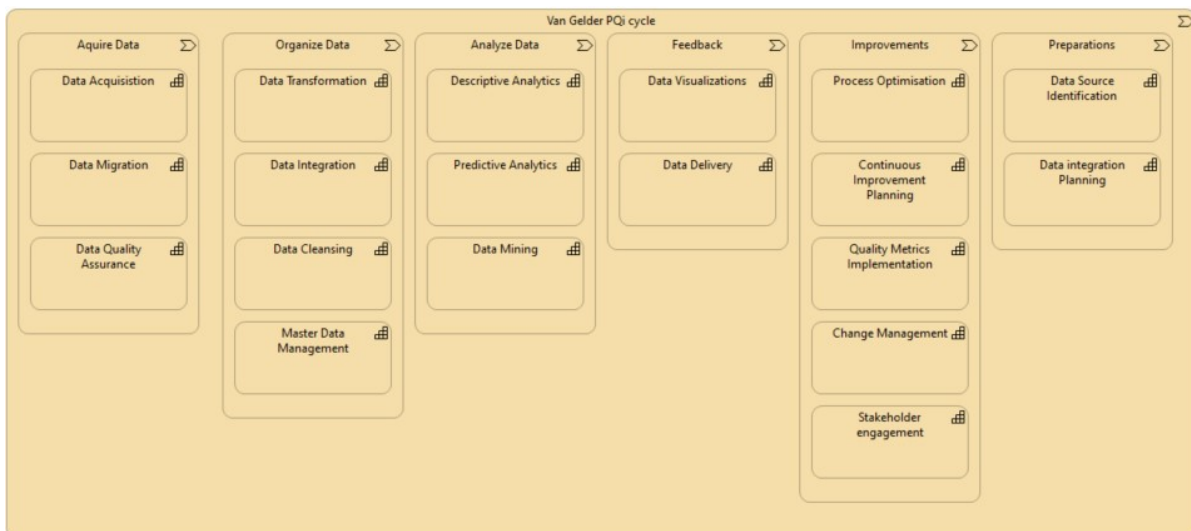 Van Gelder PQi cycle
Aquire Data
Data Acquisistion
Data Migration
Data Quality
Assurance
Organize Data
Data Transformation
Data Integration
Data Cleansing
Master Data
Management
Analyze Data
Descriptive Analytics
Predictive Analytics
Data Mining
Feedback
Data Visualizations
Data Delivery
Improvements
Process Optimisation
Continuous
Improvement
Planning
Quality Metrics
Implementation
Change Management
Stakeholder
engagement
Preparations
Data Source
Identification
Data integration
Planning